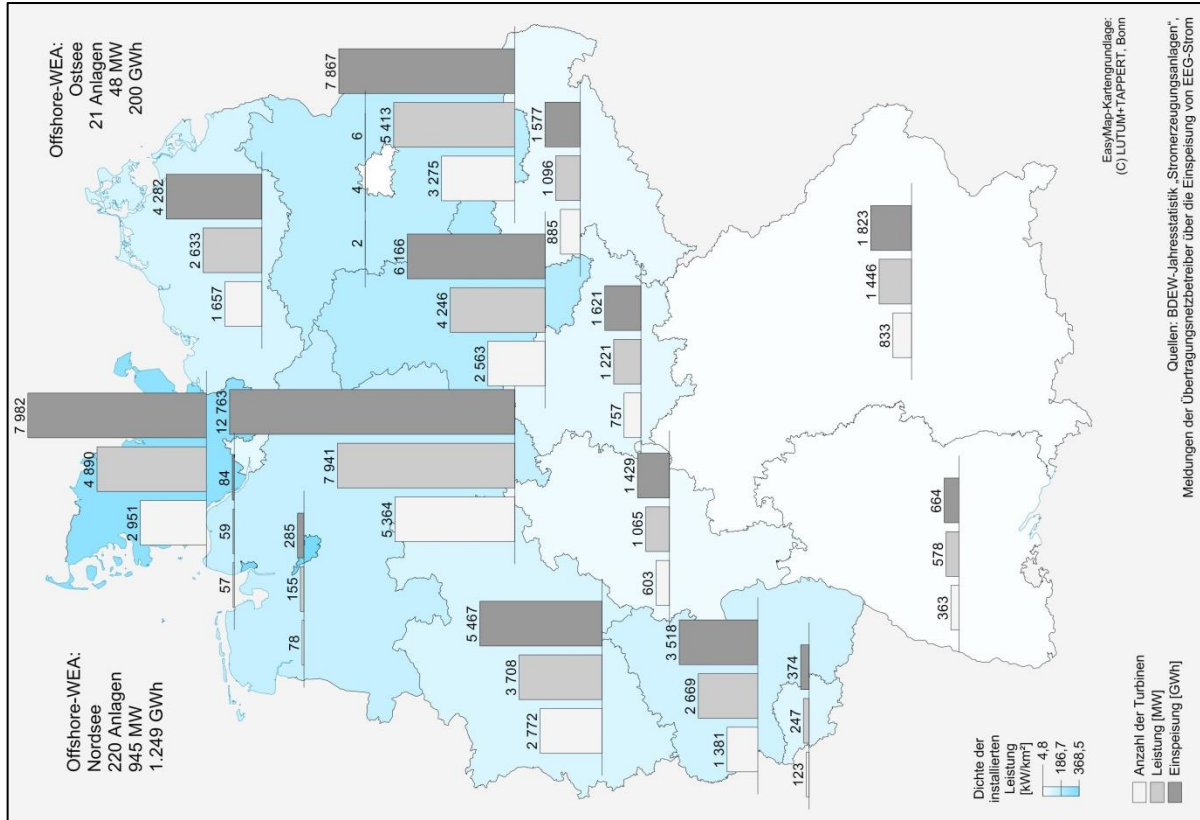 Offshore-WEA:
Nordsee
220 Anlagen
945 MW
1.249 GWh
Offshore-WEA:
Ostsee
21 Anlagen
48 MW
200 GWh
2 951
4 890
7 982
1 657
2 633
4 282
57
59
84
78
155
285
5 364
7 941
12 763
2
4
6
3 275
5 413
7 867
2 563
4 246
6 166
2 772
3 708
5 467
885
1 096
1 577
757
1 221
1 621
603
1 065
1 429
1 381
2 669
3 518
123
247
374
363
578
664
833
1 446
1 823
Dichte der
installierten
Leistung
[kW/km²]
4,8
186,7
368,5
Anzahl der Turbinen
Leistung [MW]
Einspeisung [GWh]
EasyMap-Kartengrundlage:
(C) LUTUM+TAPPERT, Bonn
Quellen: BDEW-Jahresstatistik „Stromerzeugungsanlagen",
Meldungen der Übertragungsnetzbetreiber über die Einspeisung von EEG-Strom